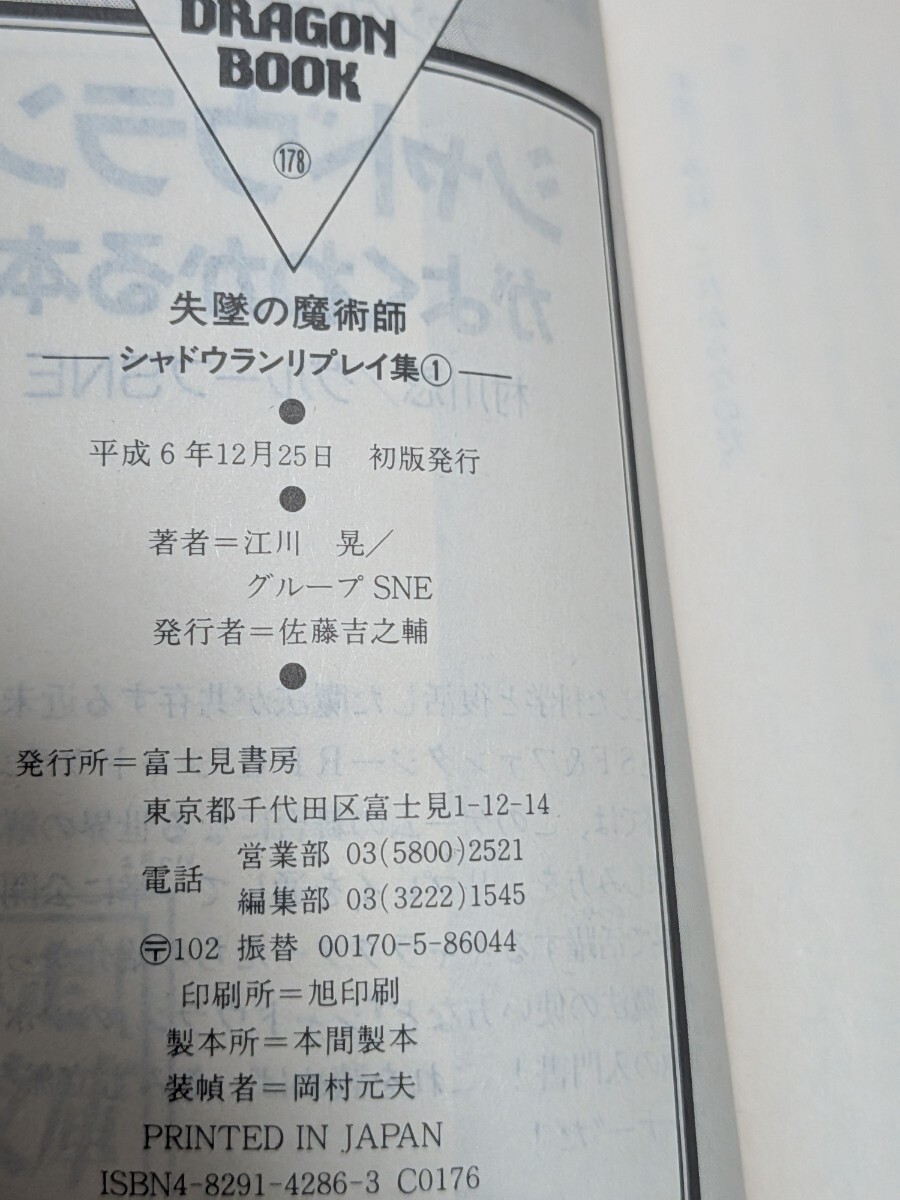 DRAGON
BOOK
178
失墜の魔術師
── シャドウランリプレイ集① ──
平成6年12月25日 初版発行
著者=江川 晃/
グループSNE
発行者=佐藤吉之輔
発行所=富士見書房
東京都千代田区富士見1-12-14
電話 営業部 03(5800)2521
編集部 03(3222)1545
〠102 振替 00170-5-86044
印刷所=旭印刷
製本所=本間製本
装幀者=岡村元夫
PRINTED IN JAPAN
ISBN4-8291-4286-3 C0176